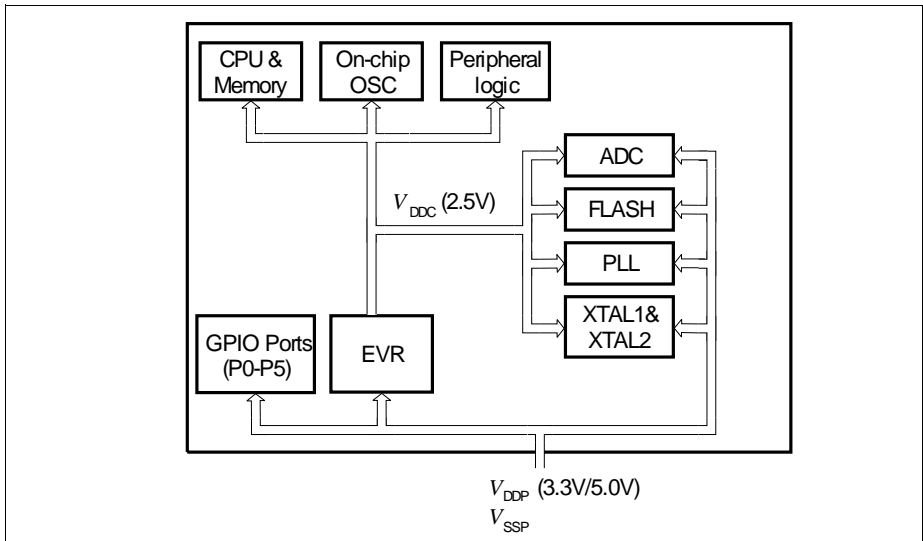 CPU &
Memory
On-chip
OSC
Peripheral
logic
ADC
V DDC (2.5V)
FLASH
PLL
XTAL1&
XTAL2
GPIO Ports
(P0-P5)
EVR
V DDP (3.3V/5.0V)
V SSP